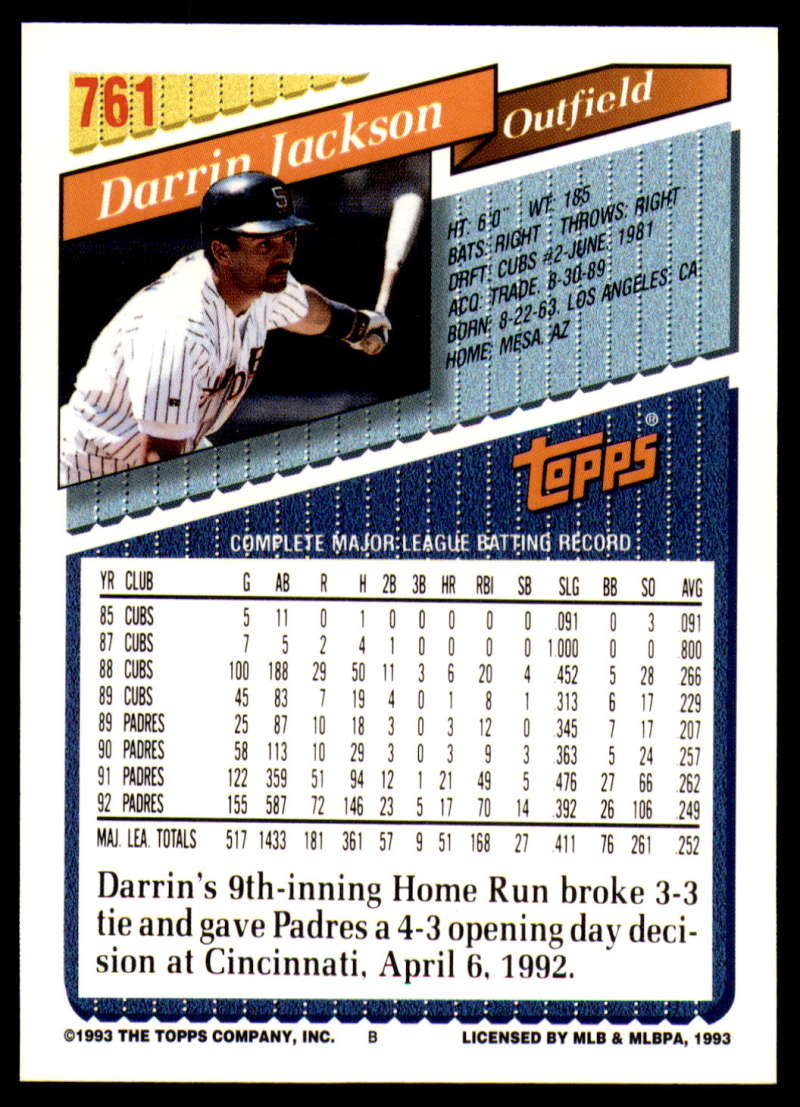 761
Darrin Jackson
Outfield
HT: 6'0" WT: 185
BATS: RIGHT THROWS: RIGHT
DRFT: CUBS #2-JUNE, 1981
ACQ: TRADE, 8-30-89
BORN: 8-22-63, LOS ANGELES, CA
HOME: MESA, AZ
TOPPS®
COMPLETE MAJOR LEAGUE BATTING RECORD
YR CLUB G AB R H 2B 3B HR RBI SB SLG BB SO AVG
85 CUBS 5 11 0 1 0 0 0 0 0 .091 0 3 .091
87 CUBS 7 5 2 4 1 0 0 0 0 1.000 0 0 .800
88 CUBS 100 188 29 50 11 3 6 20 4 .452 5 28 .266
89 CUBS 45 83 7 19 4 0 1 8 1 .313 6 17 .229
89 PADRES 25 87 10 18 3 0 3 12 0 .345 7 17 .207
90 PADRES 58 113 10 29 3 0 3 9 3 .363 5 24 .257
91 PADRES 122 359 51 94 12 1 21 49 5 .476 27 66 .262
92 PADRES 155 587 72 146 23 5 17 70 14 .392 26 106 .249
MAJ. LEA. TOTALS 517 1433 181 361 57 9 51 168 27 .411 76 261 .252
Darrin's 9th-inning Home Run broke 3-3
tie and gave Padres a 4-3 opening day deci-
sion at Cincinnati, April 6, 1992.
©1993 THE TOPPS COMPANY, INC. B LICENSED BY MLB & MLBPA, 1993